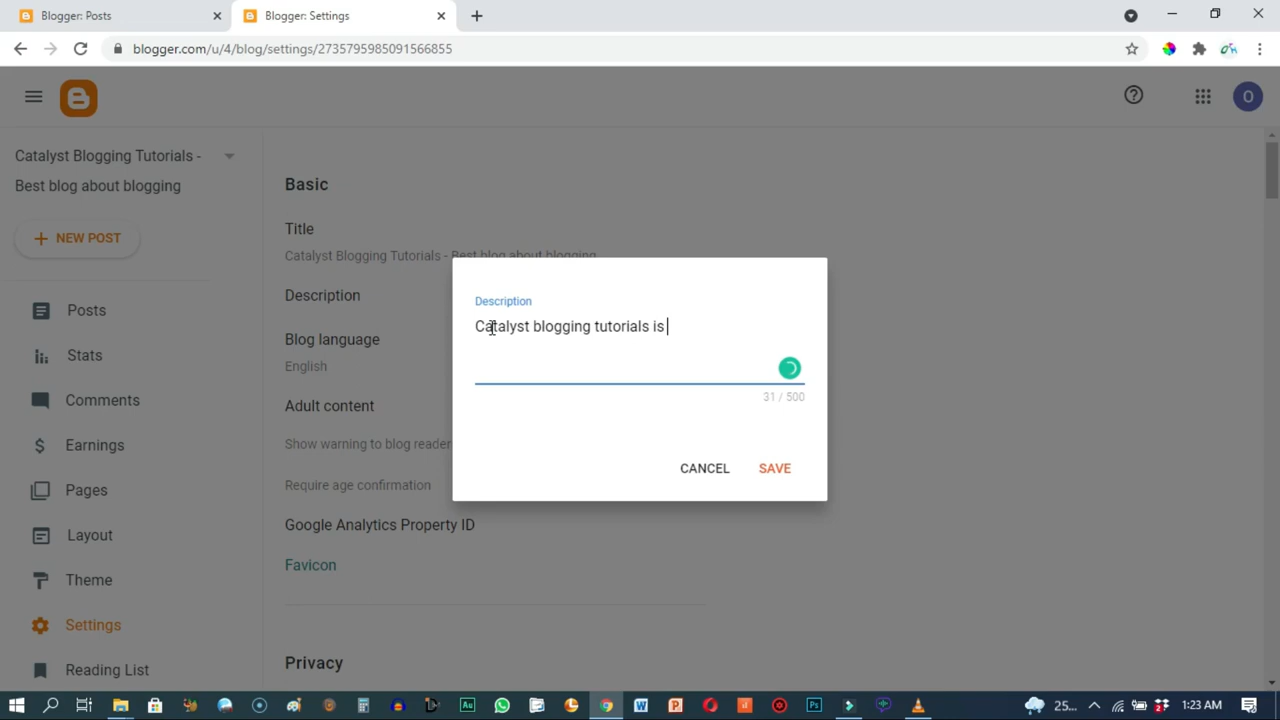 Blogger: Posts
Blogger: Settings
blogger.com/u/4/blog/settings/2735795985091566855
O
Catalyst Blogging Tutorials -
Best blog about blogging
NEW POST
Posts
Stats
Comments
Earnings
Pages
Layout
Theme
Settings
Reading List
Basic
Title
Catalyst Blogging Tutorials - Best blog about blogging
Description
Blog language
English
Adult content
Show warning to blog reader
Require age confirmation
Google Analytics Property ID
Favicon
Privacy
Description
Catalyst blogging tutorials is
31 / 500
CANCEL
SAVE
25...
1:23 AM